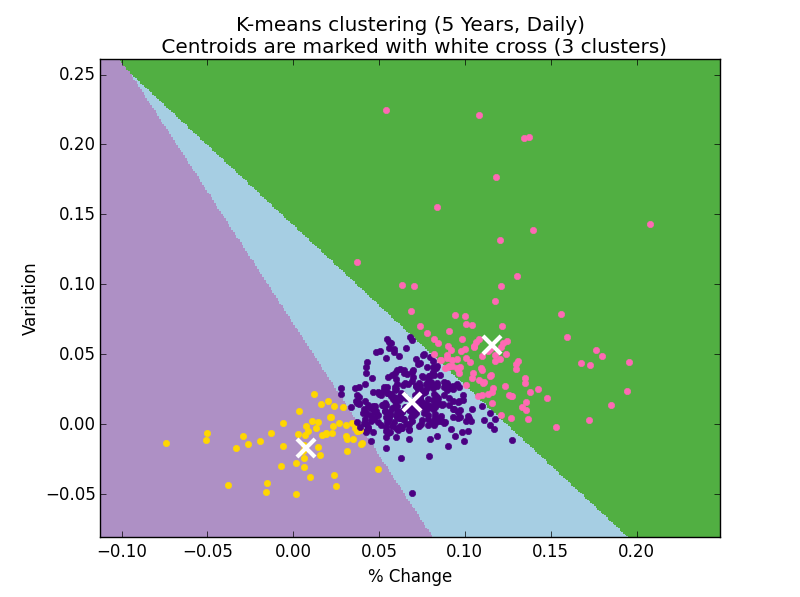 K-means clustering (5 Years, Daily)
Centroids are marked with white cross (3 clusters)
0.25
0.20
0.15
0.10
0.05
0.00
−0.05
Variation
−0.10 −0.05 0.00 0.05 0.10 0.15 0.20
% Change